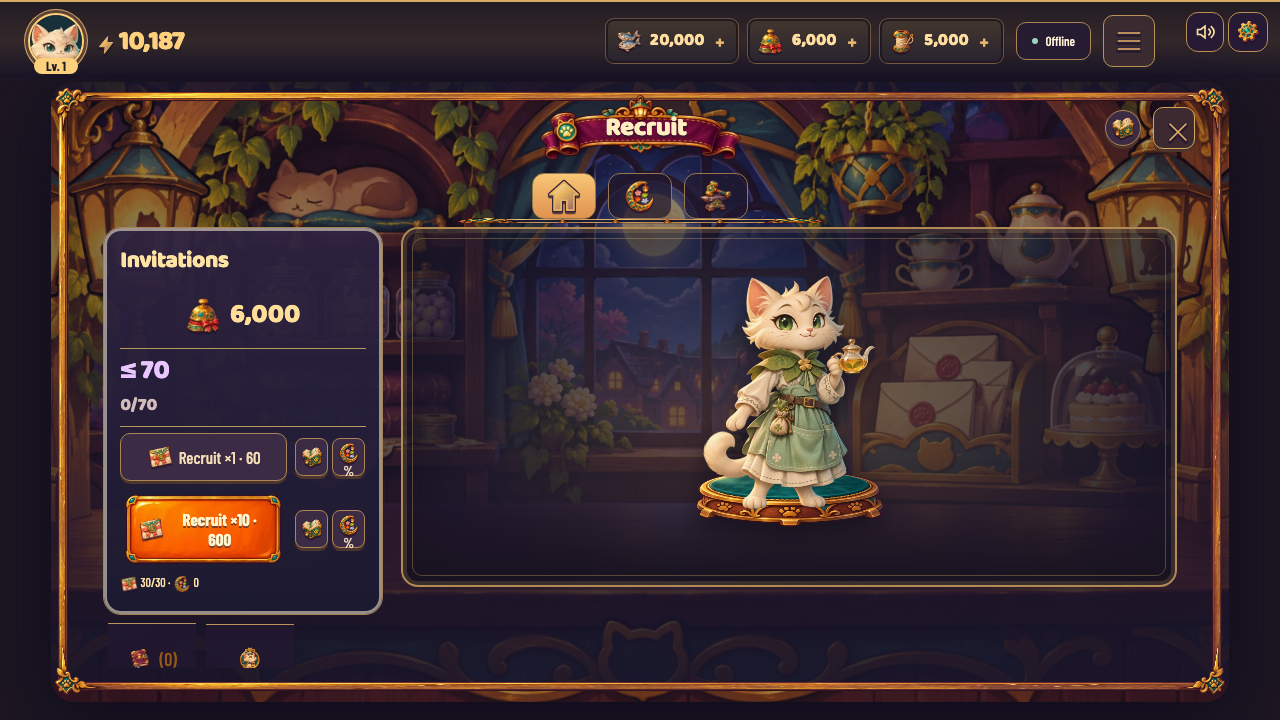 Lv. 1
10,187
20,000 +
6,000 +
5,000 +
Offline
Recruit
Invitations
6,000
≤ 70
0/70
Recruit ×1 · 60
%
Recruit ×10 ·
600
%
30/30 · 0
(0)